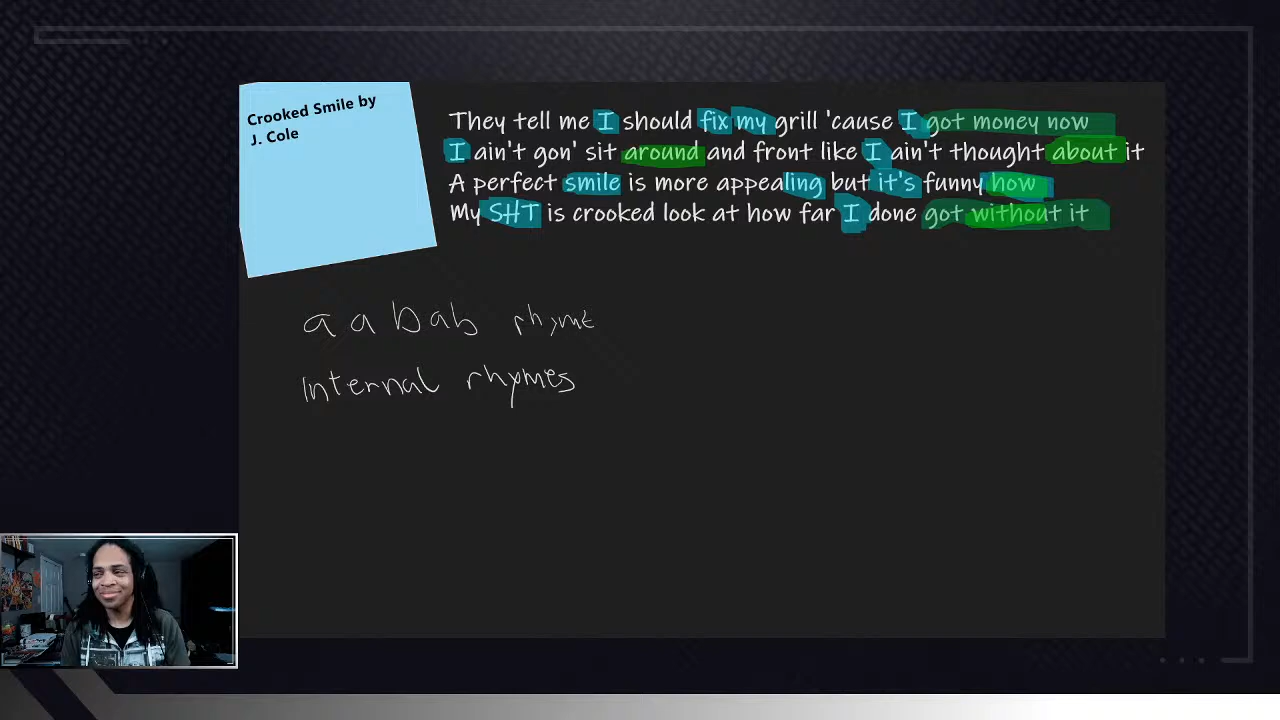 Crooked Smile by
J. Cole
They tell me I should fix my grill 'cause I got money now
I ain't gon' sit around and front like I ain't thought about it
A perfect smile is more appealing but it's funny how
My SHT is crooked look at how far I done got without it
a a b a b rhyme
Internal rhymes